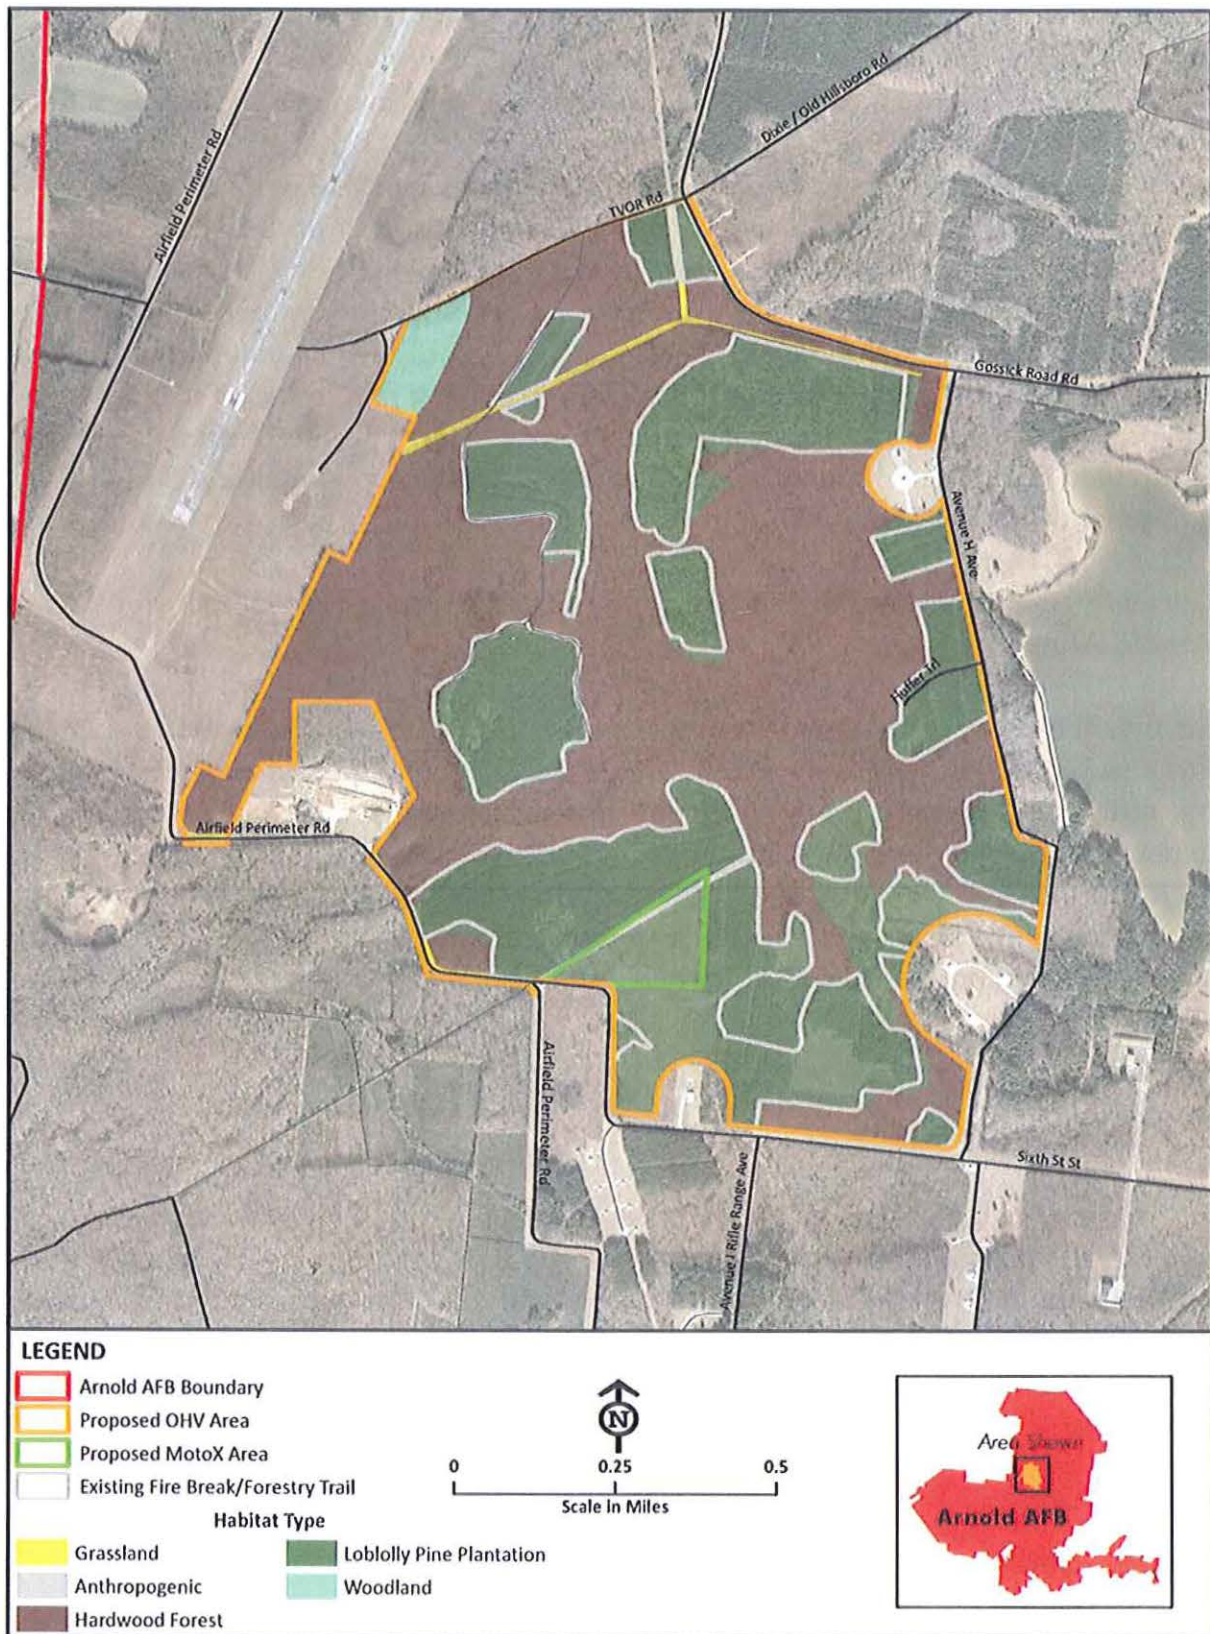 Dixie / Old Hillsboro Rd
Airfield Perimeter Rd
TVOR Rd
Gossick Road Rd
Avenue H Ave
Huffer Trl
Airfield Perimeter Rd
Airfield Perimeter Rd
Avenue J Rifle Range Ave
Sixth St St
LEGEND
Arnold AFB Boundary
Proposed OHV Area
Proposed MotoX Area
Existing Fire Break/Forestry Trail
Habitat Type
Grassland
Anthropogenic
Hardwood Forest
Loblolly Pine Plantation
Woodland
N
0 0.25 0.5
Scale in Miles
Area Shown
Arnold AFB